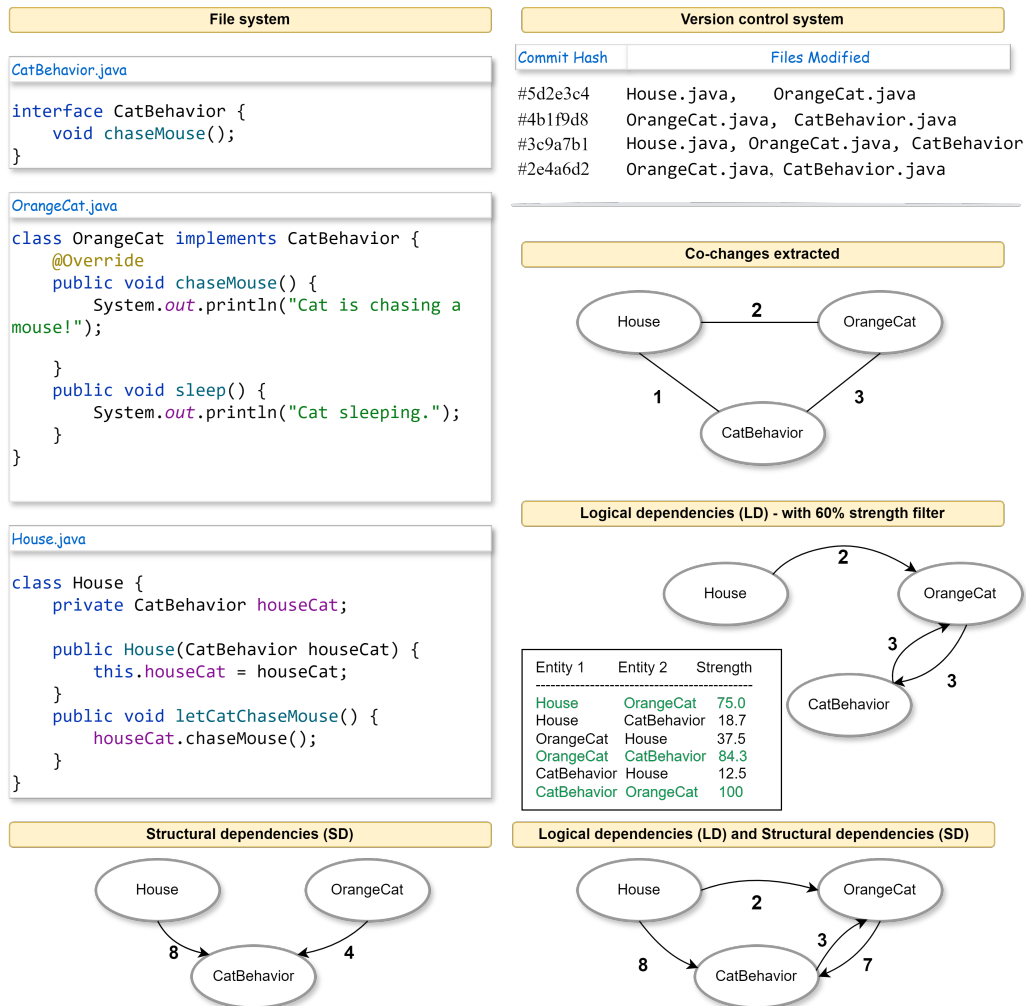 File system
CatBehavior.java
interface CatBehavior {
    void chaseMouse();
}
OrangeCat.java
class OrangeCat implements CatBehavior {
    @Override
    public void chaseMouse() {
        System.out.println("Cat is chasing a
mouse!");
    }
    public void sleep() {
        System.out.println("Cat sleeping.");
    }
}
House.java
class House {
    private CatBehavior houseCat;
    public House(CatBehavior houseCat) {
        this.houseCat = houseCat;
    }
    public void letCatChaseMouse() {
        houseCat.chaseMouse();
    }
}
Structural dependencies (SD)
House
OrangeCat
8
4
CatBehavior
Version control system
Commit Hash Files Modified
#5d2e3c4 House.java, OrangeCat.java
#4b1f9d8 OrangeCat.java, CatBehavior.java
#3c9a7b1 House.java, OrangeCat.java, CatBehavior
#2e4a6d2 OrangeCat.java, CatBehavior.java
Co-changes extracted
House
2
OrangeCat
1
3
CatBehavior
Logical dependencies (LD) - with 60% strength filter
2
House
OrangeCat
3
3
CatBehavior
Entity 1 Entity 2 Strength
------------------------------------------------
House OrangeCat 75.0
House CatBehavior 18.7
OrangeCat House 37.5
OrangeCat CatBehavior 84.3
CatBehavior House 12.5
CatBehavior OrangeCat 100
Logical dependencies (LD) and Structural dependencies (SD)
House
2
OrangeCat
8
3
7
CatBehavior